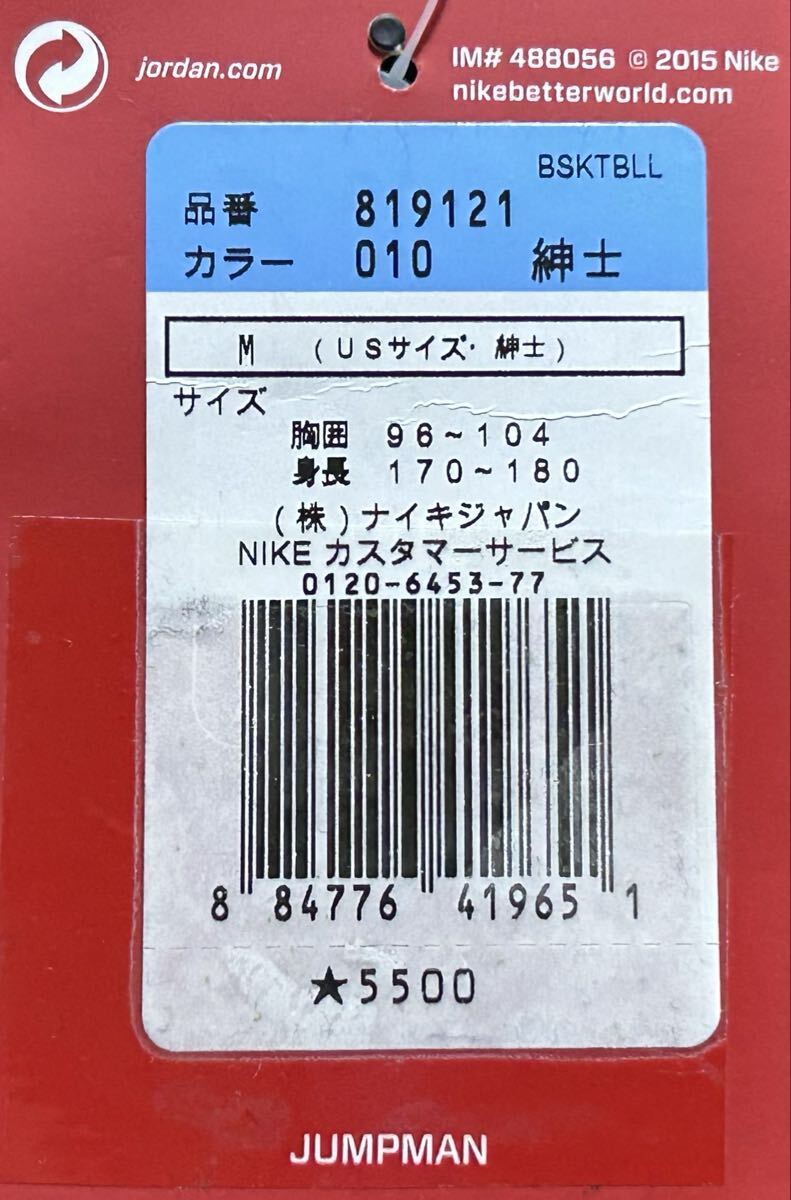 jordan.com
IM# 488056 © 2015 Nike
nikebetterworld.com
BSKTBLL
品番 819121
カラー 010 紳士
M (USサイズ・紳士)
サイズ
胸囲 96~104
身長 170~180
(株)ナイキジャパン
NIKE カスタマーサービス
0120-6453-77
8 84776 41965 1
★5500
JUMPMAN